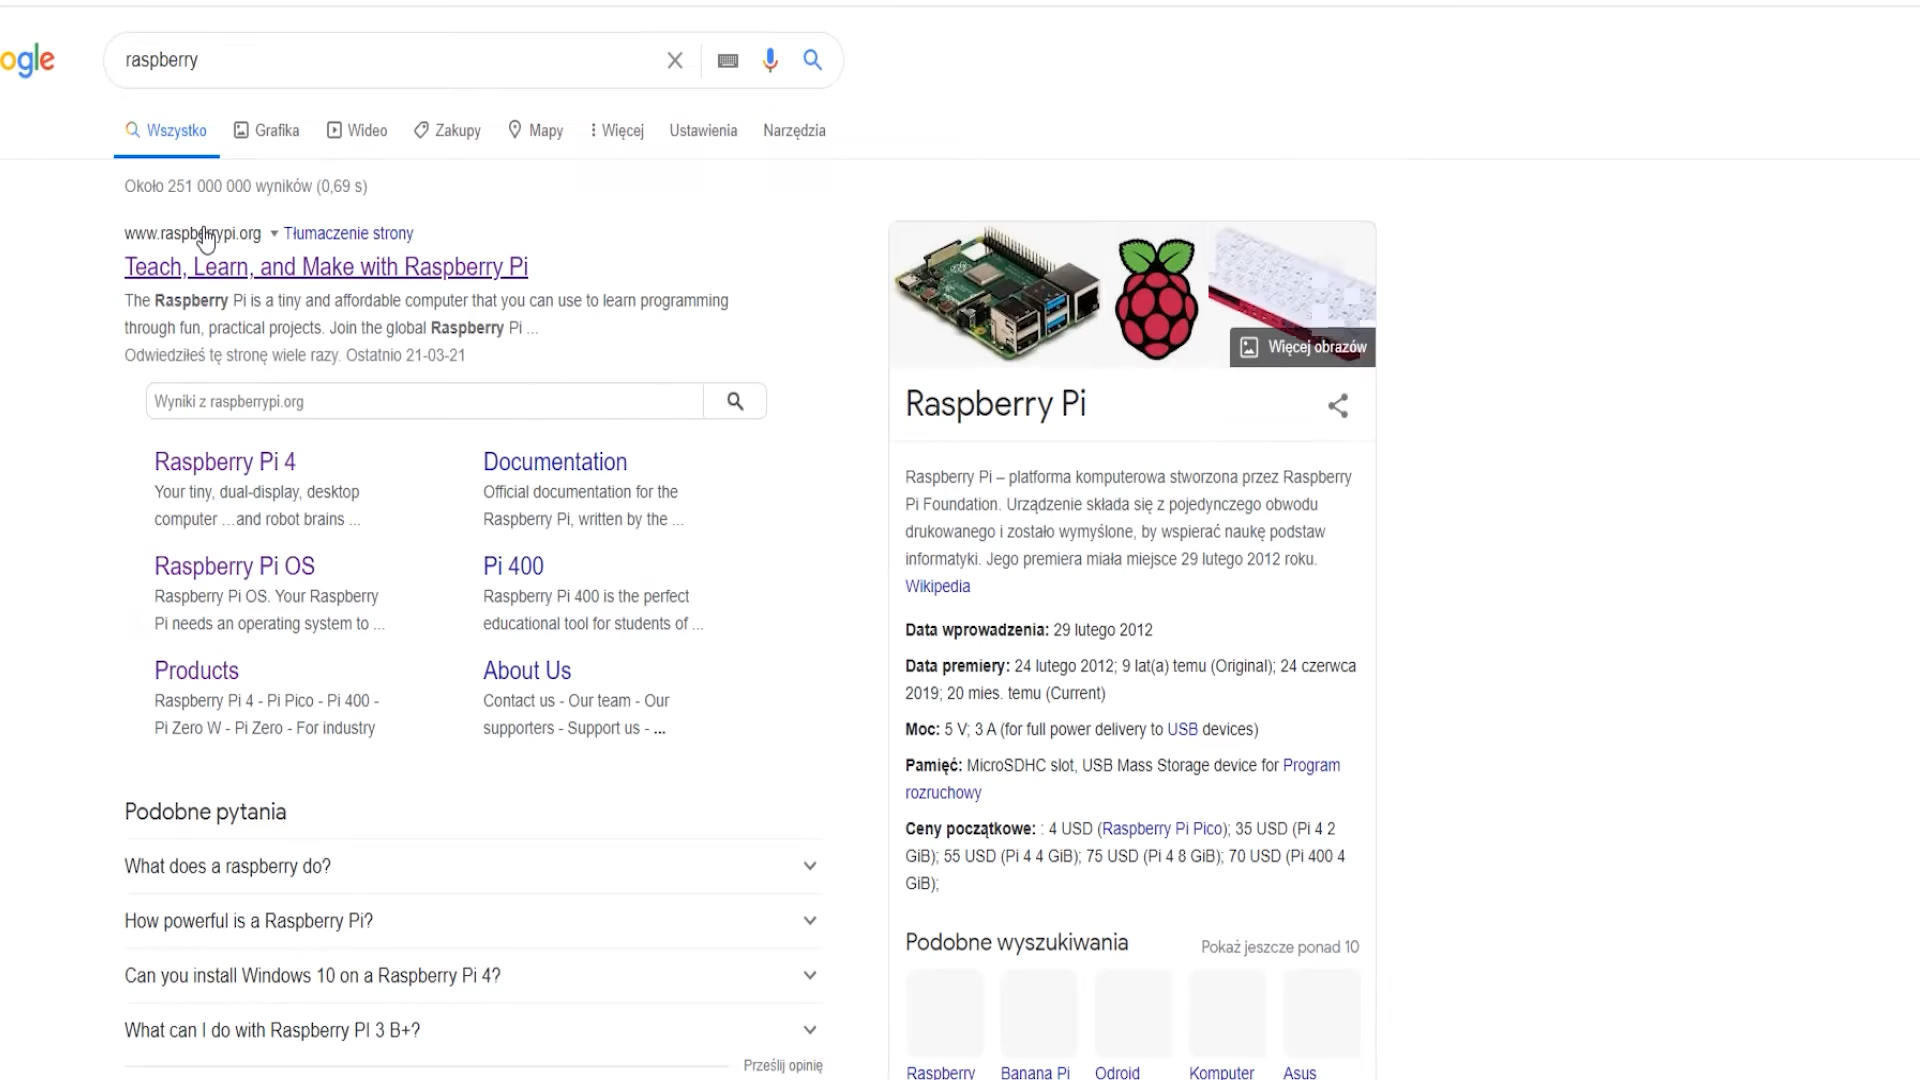 ogle
raspberry
Wszystko Grafika Wideo Zakupy Mapy Więcej Ustawienia Narzędzia
Około 251 000 000 wyników (0,69 s)
www.raspberrypi.org Tłumaczenie strony
Teach, Learn, and Make with Raspberry Pi
The Raspberry Pi is a tiny and affordable computer that you can use to learn programming
through fun, practical projects. Join the global Raspberry Pi ...
Odwiedziłeś tę stronę wiele razy. Ostatnio 21-03-21
Wyniki z raspberrypi.org
Raspberry Pi 4
Your tiny, dual-display, desktop
computer ...and robot brains ...
Documentation
Official documentation for the
Raspberry Pi, written by the ...
Raspberry Pi OS
Raspberry Pi OS. Your Raspberry
Pi needs an operating system to ...
Pi 400
Raspberry Pi 400 is the perfect
educational tool for students of ...
Products
Raspberry Pi 4 - Pi Pico - Pi 400 -
Pi Zero W - Pi Zero - For industry
About Us
Contact us - Our team - Our
supporters - Support us - ...
Podobne pytania
What does a raspberry do?
How powerful is a Raspberry Pi?
Can you install Windows 10 on a Raspberry Pi 4?
What can I do with Raspberry PI 3 B+?
Prześlij opinię
Więcej obrazów
Raspberry Pi
Raspberry Pi – platforma komputerowa stworzona przez Raspberry
Pi Foundation. Urządzenie składa się z pojedynczego obwodu
drukowanego i zostało wymyślone, by wspierać naukę podstaw
informatyki. Jego premiera miała miejsce 29 lutego 2012 roku.
Wikipedia
Data wprowadzenia: 29 lutego 2012
Data premiery: 24 lutego 2012; 9 lat(a) temu (Original); 24 czerwca
2019; 20 mies. temu (Current)
Moc: 5 V; 3 A (for full power delivery to USB devices)
Pamięć: MicroSDHC slot, USB Mass Storage device for Program
rozruchowy
Ceny początkowe: : 4 USD (Raspberry Pi Pico); 35 USD (Pi 4 2
GiB); 55 USD (Pi 4 4 GiB); 75 USD (Pi 4 8 GiB); 70 USD (Pi 400 4
GiB);
Podobne wyszukiwania Pokaż jeszcze ponad 10
Raspberry Banana Pi Odroid Komputer Asus